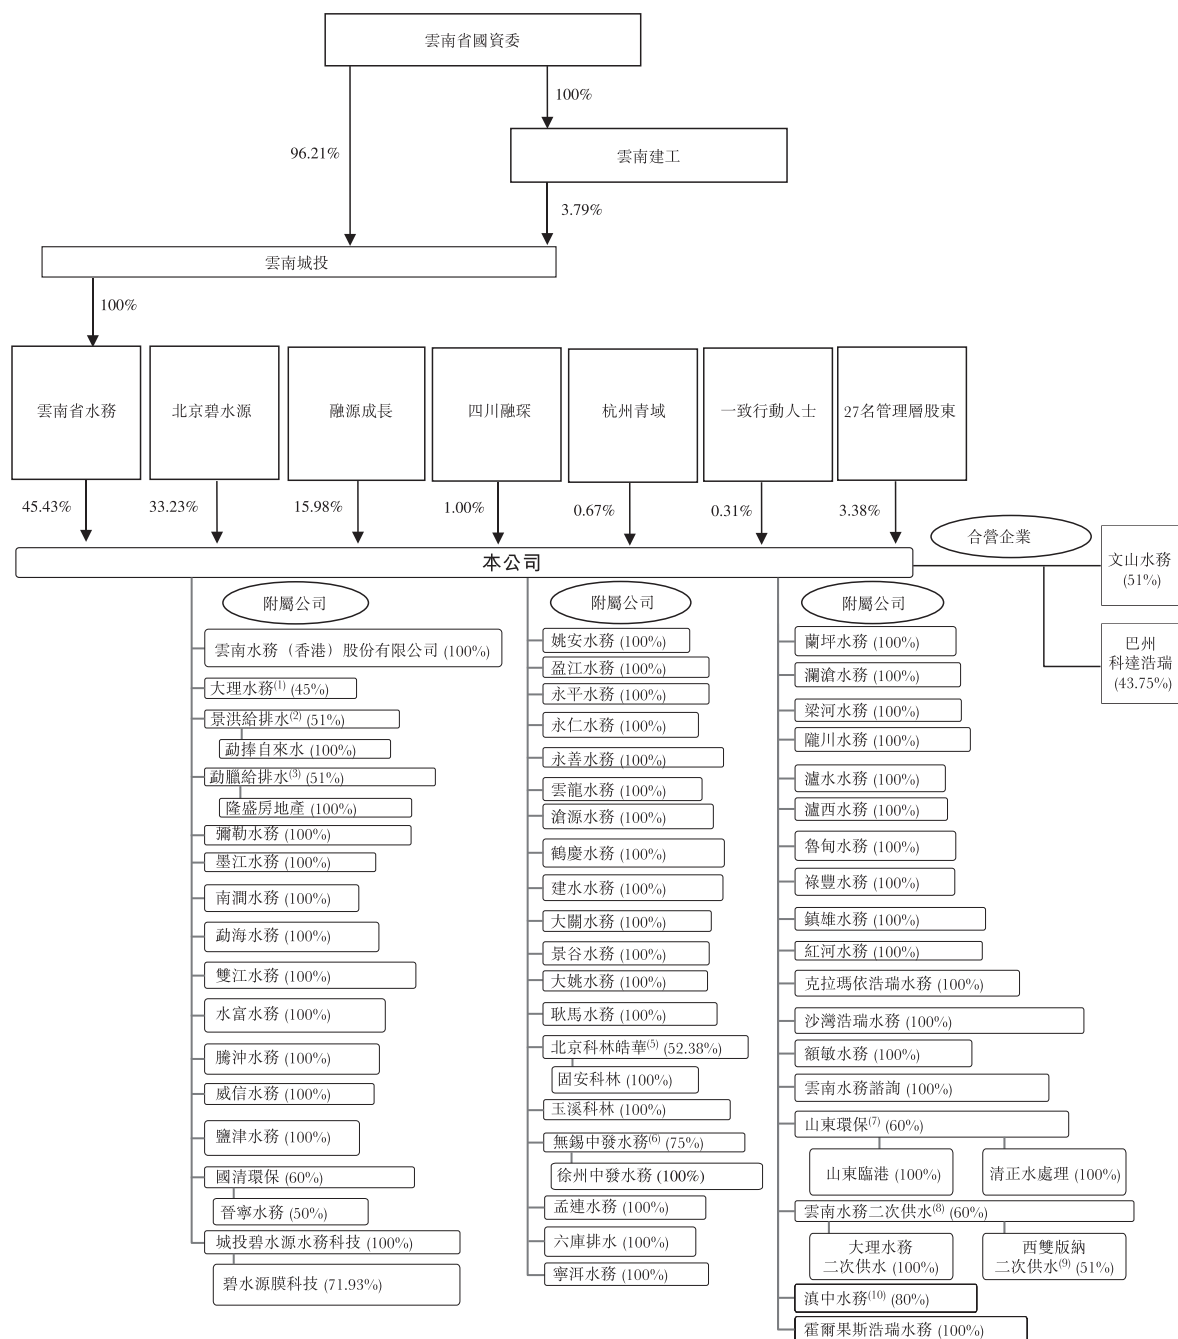 雲南省國資委
100%
96.21%
雲南建工
3.79%
雲南城投
100%
雲南省水務
北京碧水源
融源成長
四川融琛
杭州青域
一致行動人士
27名管理層股東
45.43%
33.23%
15.98%
1.00%
0.67%
0.31%
3.38%
本公司
合營企業
文山水務
(51%)
巴州
科達浩瑞
(43.75%)
附屬公司
雲南水務（香港）股份有限公司 (100%)
大理水務(1) (45%)
景洪給排水(2) (51%)
勐捧自來水 (100%)
勐臘給排水(3) (51%)
隆盛房地產 (100%)
彌勒水務 (100%)
墨江水務 (100%)
南澗水務 (100%)
勐海水務 (100%)
雙江水務 (100%)
水富水務 (100%)
騰沖水務 (100%)
威信水務 (100%)
鹽津水務 (100%)
國清環保 (60%)
晉寧水務 (50%)
城投碧水源水務科技 (100%)
碧水源膜科技 (71.93%)
附屬公司
姚安水務 (100%)
盈江水務 (100%)
永平水務 (100%)
永仁水務 (100%)
永善水務 (100%)
雲龍水務 (100%)
滄源水務 (100%)
鶴慶水務 (100%)
建水水務 (100%)
大關水務 (100%)
景谷水務 (100%)
大姚水務 (100%)
耿馬水務 (100%)
北京科林皓華(5) (52.38%)
固安科林 (100%)
玉溪科林 (100%)
無錫中發水務(6) (75%)
徐州中發水務 (100%)
孟連水務 (100%)
六庫排水 (100%)
寧洱水務 (100%)
附屬公司
蘭坪水務 (100%)
瀾滄水務 (100%)
梁河水務 (100%)
隴川水務 (100%)
瀘水水務 (100%)
瀘西水務 (100%)
魯甸水務 (100%)
祿豐水務 (100%)
鎮雄水務 (100%)
紅河水務 (100%)
克拉瑪依浩瑞水務 (100%)
沙灣浩瑞水務 (100%)
額敏水務 (100%)
雲南水務諮詢 (100%)
山東環保(7) (60%)
山東臨港 (100%)
清正水處理 (100%)
雲南水務二次供水(8) (60%)
大理水務
二次供水 (100%)
西雙版納
二次供水(9) (51%)
滇中水務(10) (80%)
霍爾果斯浩瑞水務 (100%)